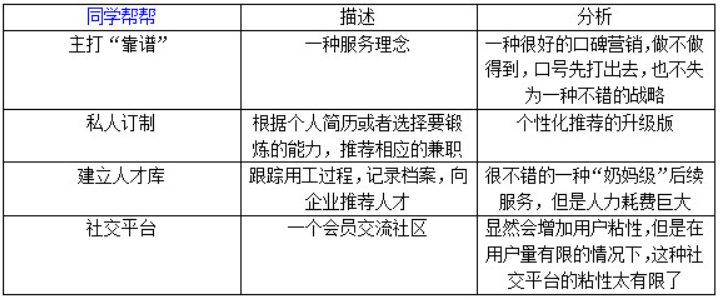 同学帮帮 描述 分析
主打“靠谱” 一种服务理念 一种很好的口碑营销,做不做
得到,口号先打出去,也不失
为一种不错的战略
私人订制 根据个人简历或者选择要锻
炼的能力,推荐相应的兼职
个性化推荐的升级版
建立人才库 跟踪用工过程,记录档案,向
企业推荐人才
很不错的一种“奶妈级”后续
服务,但是人力耗费巨大
社交平台 一个会员交流社区 显然会增加用户粘性,但是在
用户量有限的情况下,这种社
交平台的粘性太有限了